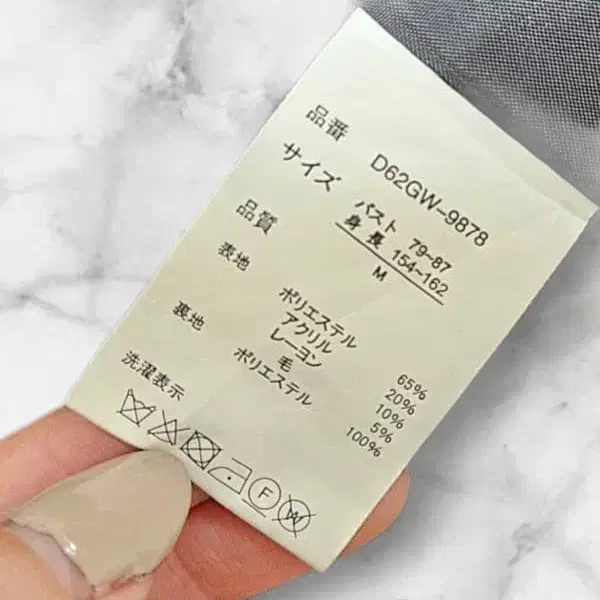 品番 D62GW-9878
サイズ バスト 79~87
身長 154~162
M
品質
表地 ポリエステル 65%
アクリル 20%
レーヨン 10%
毛 5%
裏地 ポリエステル 100%
洗濯表示
F W